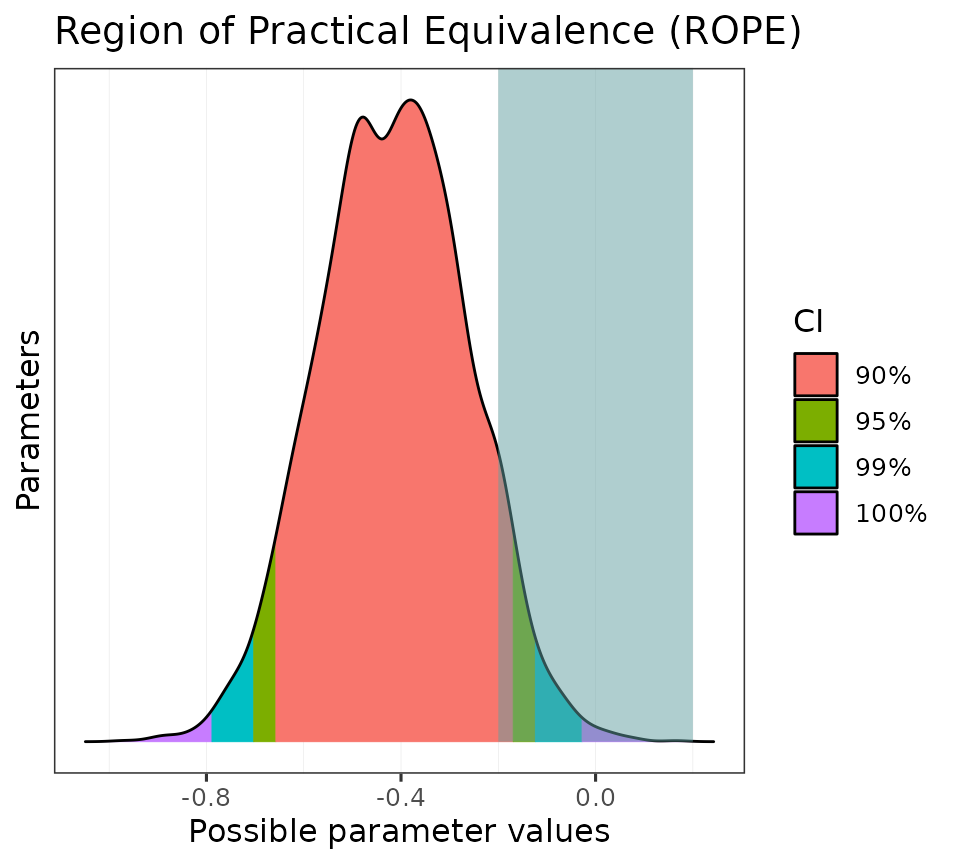 Region of Practical Equivalence (ROPE)
Parameters
CI
90%
95%
99%
100%
-0.8
-0.4
0.0
Possible parameter values